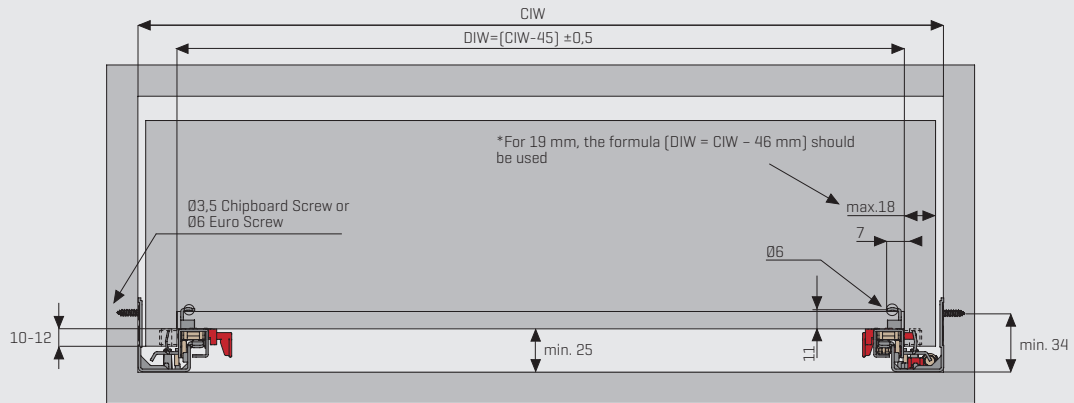 CIW
DIW=(CIW-45) ±0,5
*For 19 mm, the formula (DIW = CIW – 46 mm) should
be used
Ø3,5 Chipboard Screw or
Ø6 Euro Screw
max.18
7
Ø6
10-12
min. 25
11
min. 34